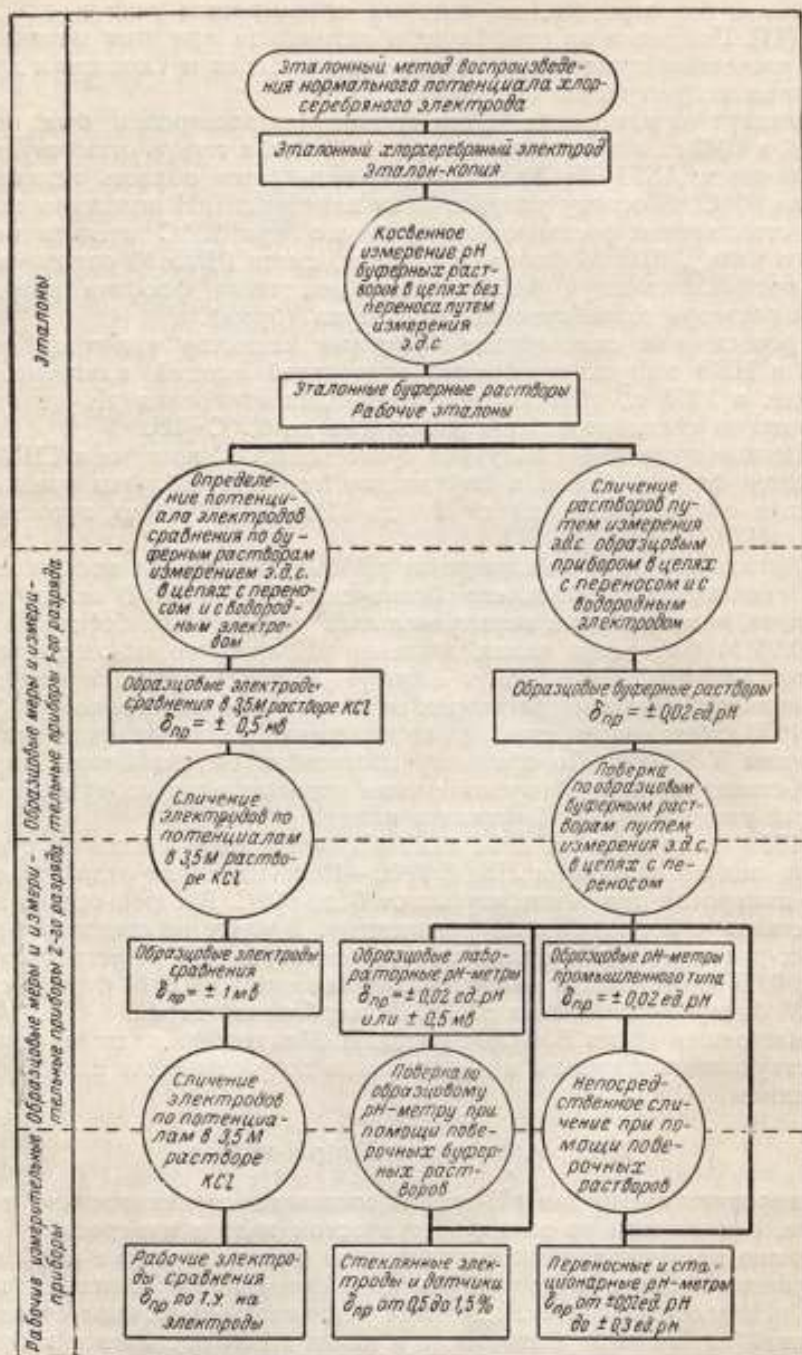 Эталонный метод воспроизведе-
ния нормального потенциала хлор-
серебряного электрода
Эталонный хлорсеребряный электрод
Эталон-копия
Косвенное
измерение pH
буферных раст-
воров в цепях без
переноса путем
измерения
э.д.с.
Эталоны
Эталонные буферные растворы
Рабочие эталоны
Определение
потенци-
ала электродов
сравнения по бу-
ферным растворам
измерением э.д.с.
в цепях с перено-
сом и с водород-
ным электро-
дом
Сличение
растворов пу-
тем измерения
э.д.с. образцовым
прибором в цепях
с переносом и с
водородным
электродом
Образцовые меры и измери-
тельные приборы 1-го разряда
Образцовые электроды
сравнения в 3,5М растворе KCl
δпр = ± 0,5 мв
Образцовые буферные растворы
δпр = ± 0,02 ед. pH
Сличение
электродов по
потенциалам
в 3,5 М раство-
ре KCl
Поверка
по образцовым
буферным раст-
ворам путем
измерения э.д.с.
в цепях с пе-
реносом
Образцовые меры и измери-
тельные приборы 2-го разряда
Образцовые электроды
сравнения
δпр = ± 1 мв
Образцовые лабо-
раторные pH-метры
δпр = ± 0,02 ед. pH
или ± 0,5 мв
Образцовые pH-метры
промышленного типа
δпр = ± 0,02 ед. pH
Сличение
электродов
по потенциа-
лам в 3,5 М
растворе
KCl
Поверка по
образцовому
pH-метру при
помощи пове-
рочных буфер-
ных раст-
воров
Непосред-
ственное сли-
чение при по-
мощи пове-
рочных
растворов
Рабочие измерительные
приборы
Рабочие электро-
ды сравнения
δпр по Т.У. на
электроды
Стеклянные элек-
троды и датчики
δпр от 0,5 до 1,5 %
Переносные и ста-
ционарные pH-метры
δпр от ±0,02 ед. pH
до ± 0,3 ед. pH